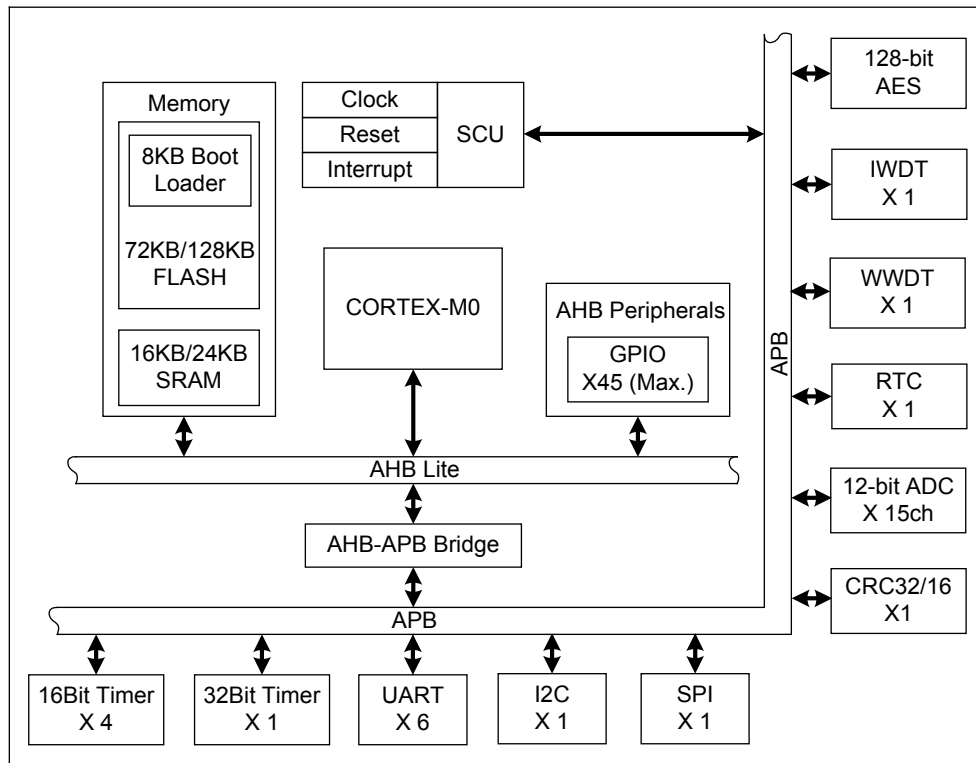 Memory
8KB Boot
Loader
72KB/128KB
FLASH
16KB/24KB
SRAM
Clock
Reset
Interrupt
SCU
CORTEX-M0
AHB Peripherals
GPIO
X45 (Max.)
AHB Lite
AHB-APB Bridge
APB
16Bit Timer
X 4
32Bit Timer
X 1
UART
X 6
I2C
X 1
SPI
X 1
APB
128-bit
AES
IWDT
X 1
WWDT
X 1
RTC
X 1
12-bit ADC
X 15ch
CRC32/16
X1